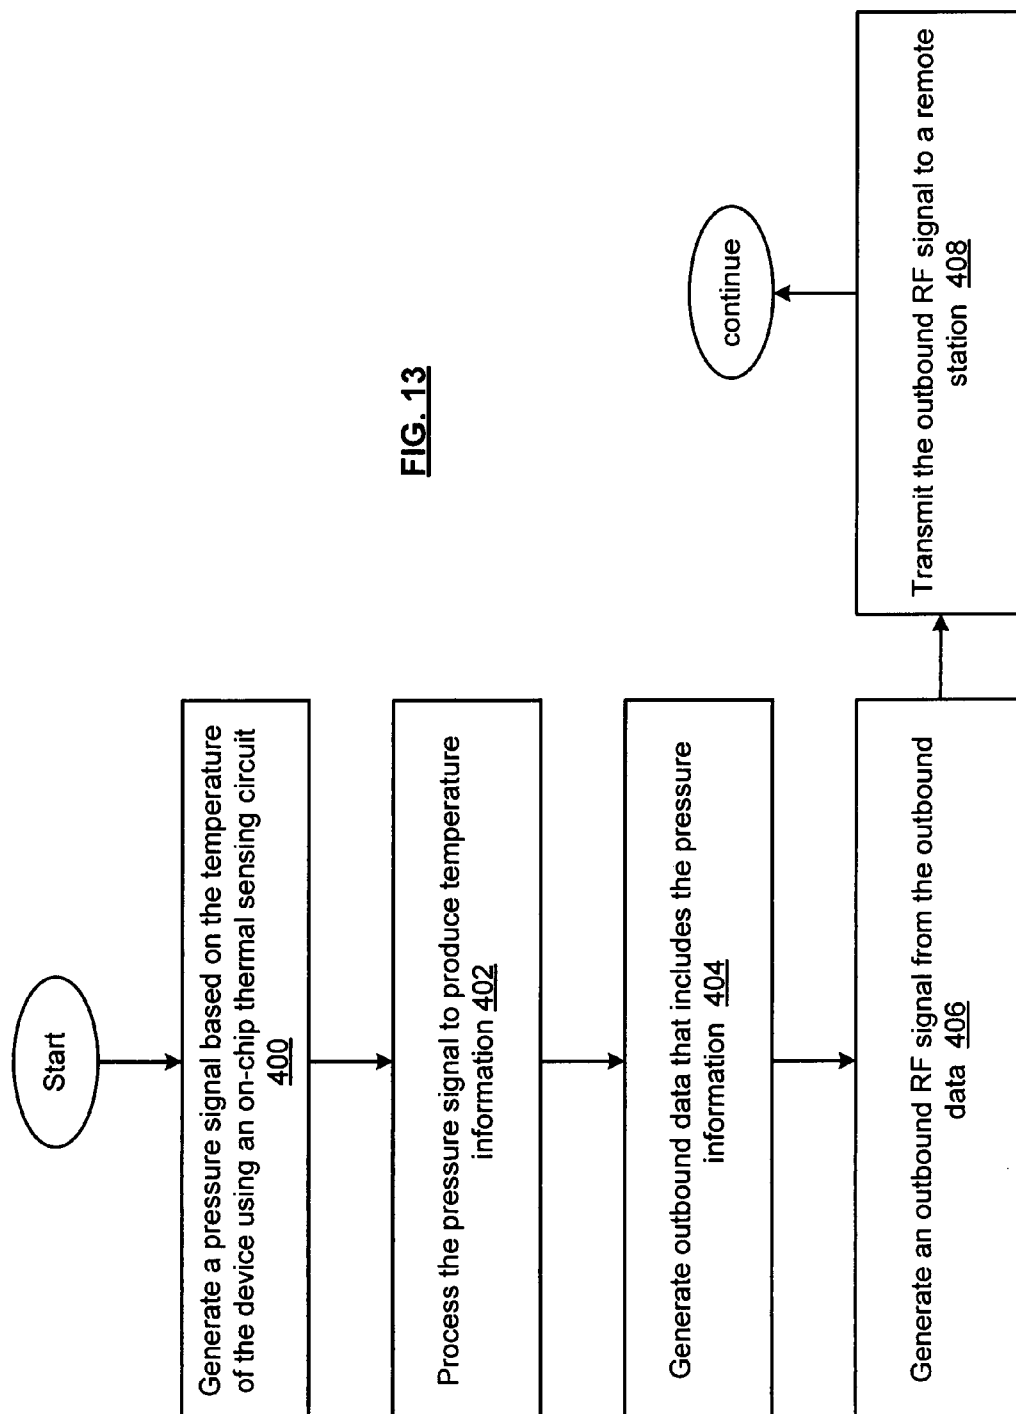 Start
Generate a pressure signal based on the temperature
of the device using an on-chip thermal sensing circuit
400
Process the pressure signal to produce temperature
information 402
Generate outbound data that includes the pressure
information 404
Generate an outbound RF signal from the outbound
data 406
Transmit the outbound RF signal to a remote
station 408
continue
FIG. 13